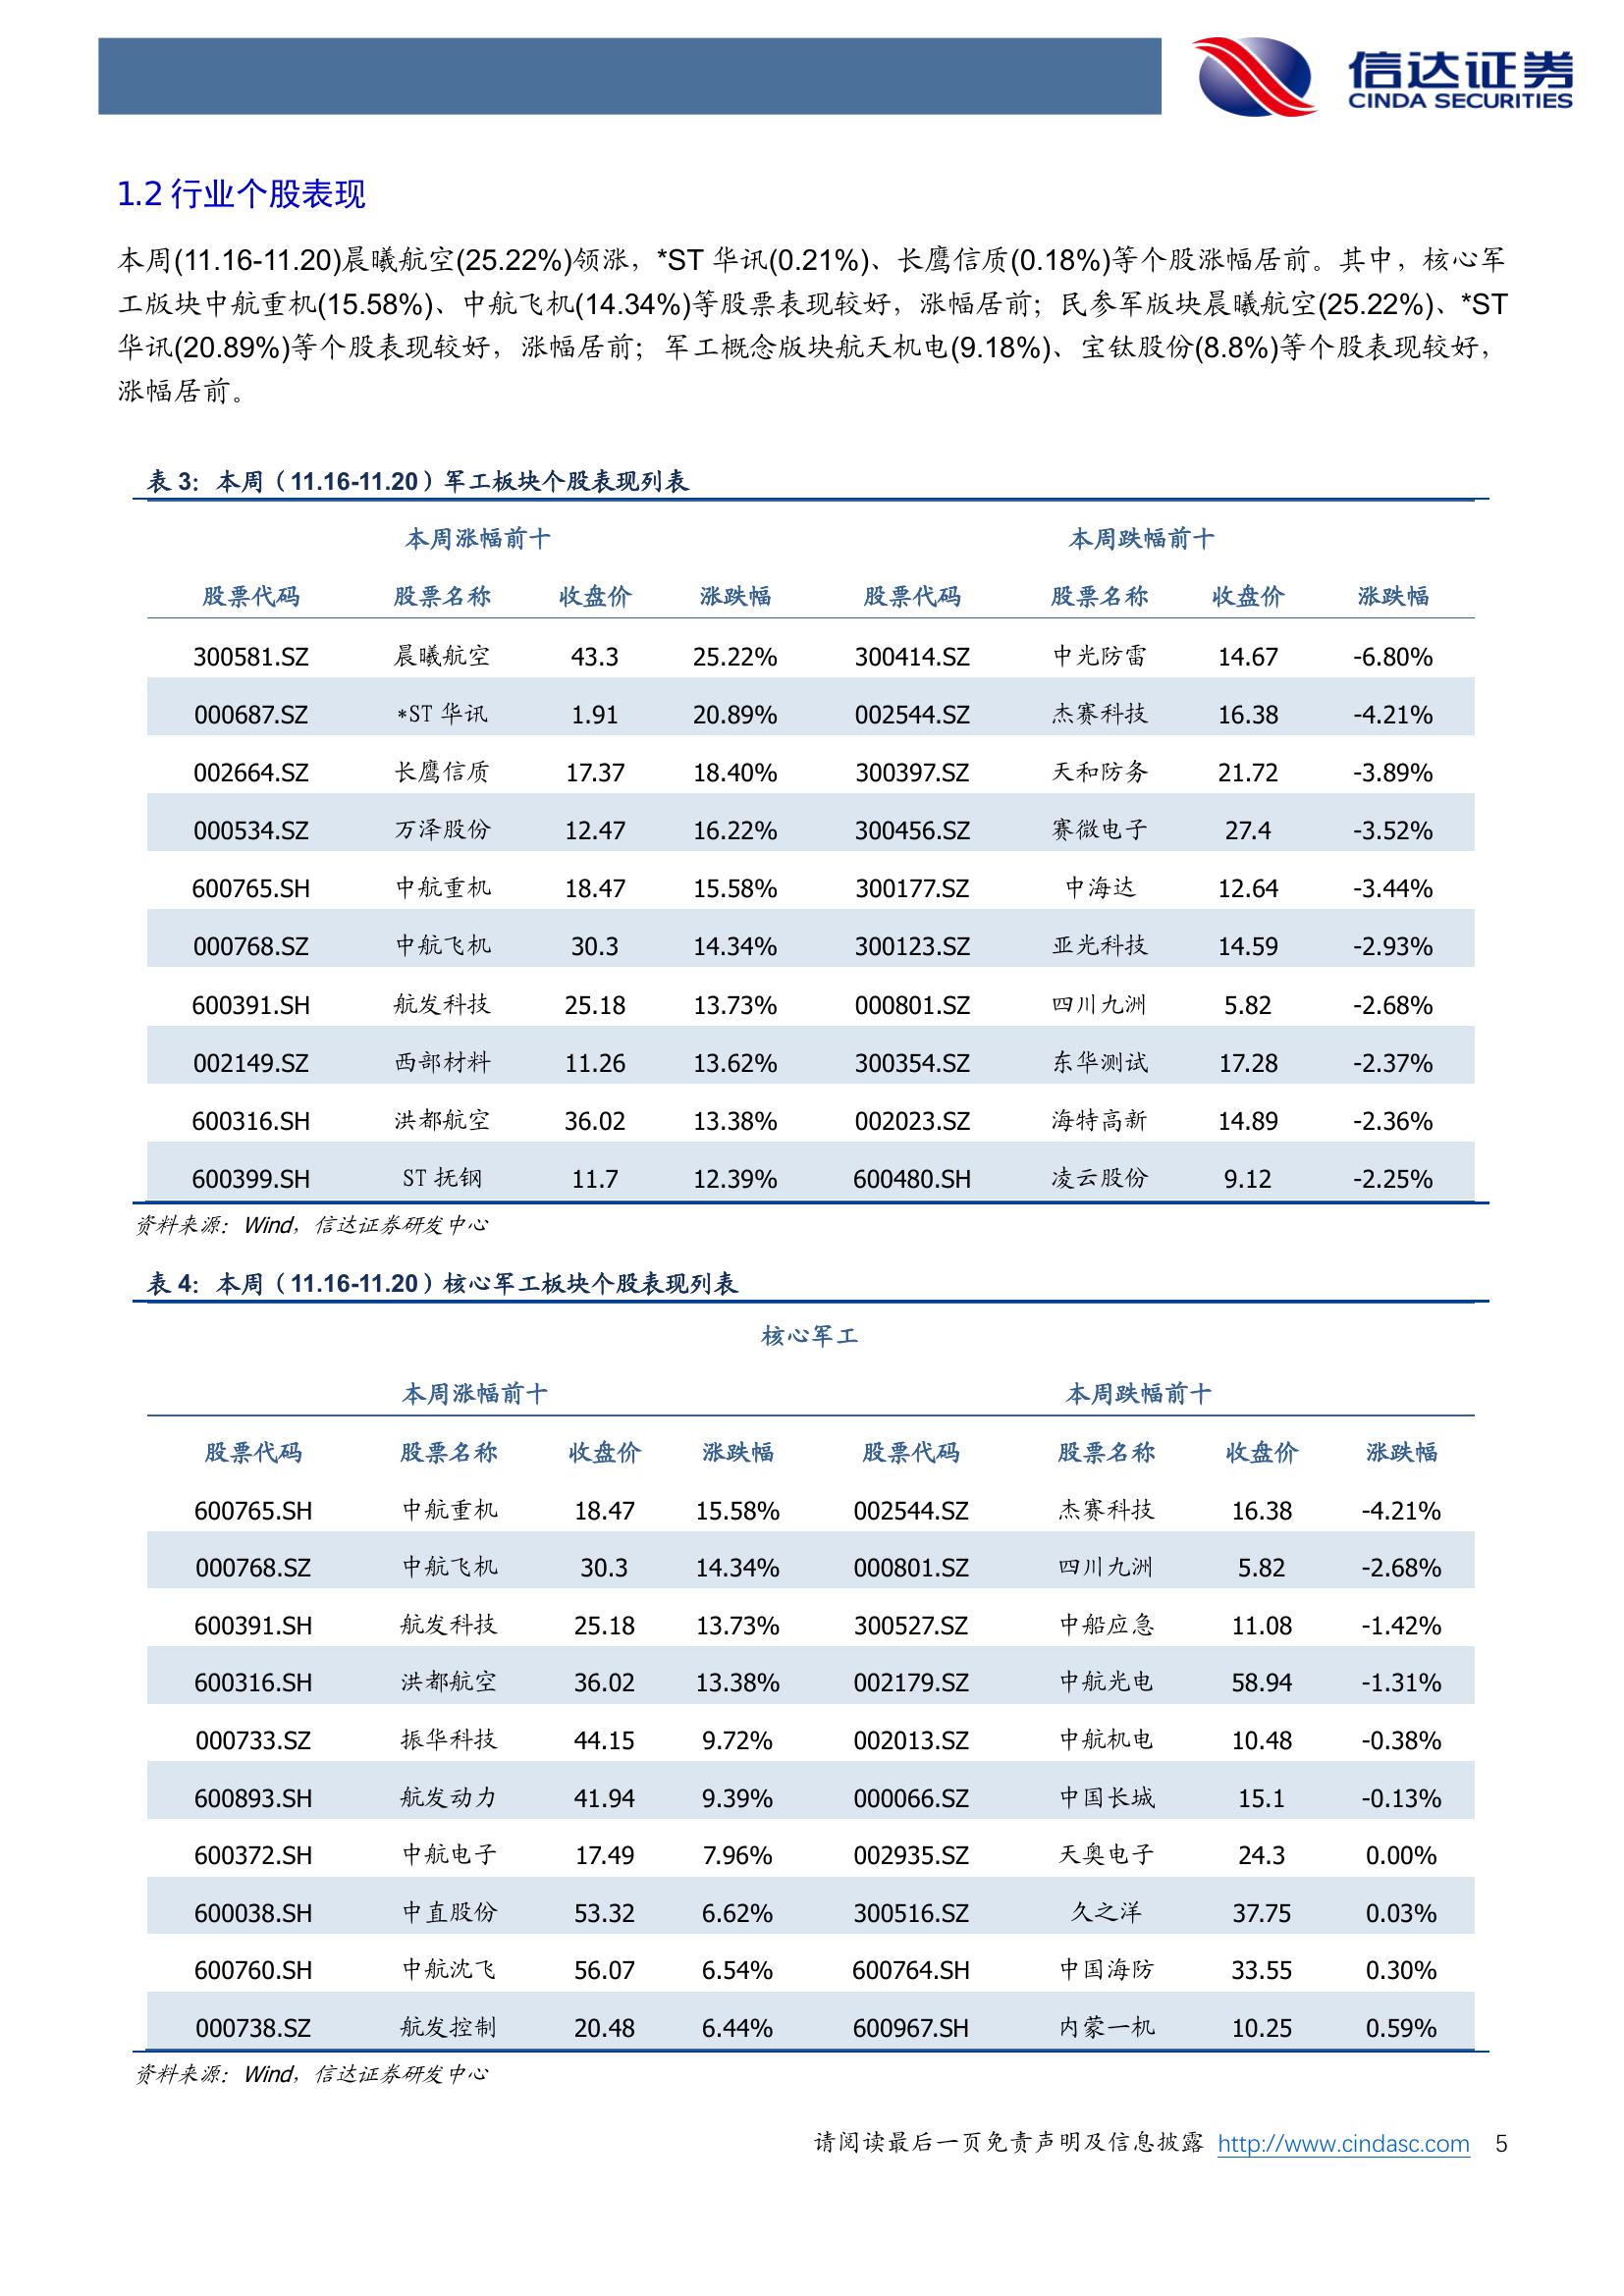 信达证券
CINDA SECURITIES
1.2 行业个股表现
本周(11.16-11.20)晨曦航空(25.22%)领涨，*ST 华讯(0.21%)、长鹰信质(0.18%)等个股涨幅居前。其中，核心军
工版块中航重机(15.58%)、中航飞机(14.34%)等股票表现较好，涨幅居前；民参军版块晨曦航空(25.22%)、*ST
华讯(20.89%)等个股表现较好，涨幅居前；军工概念版块航天机电(9.18%)、宝钛股份(8.8%)等个股表现较好，
涨幅居前。
表 3：本周（11.16-11.20）军工板块个股表现列表
本周涨幅前十 本周跌幅前十
股票代码 股票名称 收盘价 涨跌幅 股票代码 股票名称 收盘价 涨跌幅
300581.SZ 晨曦航空 43.3 25.22% 300414.SZ 中光防雷 14.67 -6.80%
000687.SZ *ST 华讯 1.91 20.89% 002544.SZ 杰赛科技 16.38 -4.21%
002664.SZ 长鹰信质 17.37 18.40% 300397.SZ 天和防务 21.72 -3.89%
000534.SZ 万泽股份 12.47 16.22% 300456.SZ 赛微电子 27.4 -3.52%
600765.SH 中航重机 18.47 15.58% 300177.SZ 中海达 12.64 -3.44%
000768.SZ 中航飞机 30.3 14.34% 300123.SZ 亚光科技 14.59 -2.93%
600391.SH 航发科技 25.18 13.73% 000801.SZ 四川九洲 5.82 -2.68%
002149.SZ 西部材料 11.26 13.62% 300354.SZ 东华测试 17.28 -2.37%
600316.SH 洪都航空 36.02 13.38% 002023.SZ 海特高新 14.89 -2.36%
600399.SH ST 抚钢 11.7 12.39% 600480.SH 凌云股份 9.12 -2.25%
资料来源：Wind，信达证券研发中心
表 4：本周（11.16-11.20）核心军工板块个股表现列表
核心军工
本周涨幅前十 本周跌幅前十
股票代码 股票名称 收盘价 涨跌幅 股票代码 股票名称 收盘价 涨跌幅
600765.SH 中航重机 18.47 15.58% 002544.SZ 杰赛科技 16.38 -4.21%
000768.SZ 中航飞机 30.3 14.34% 000801.SZ 四川九洲 5.82 -2.68%
600391.SH 航发科技 25.18 13.73% 300527.SZ 中船应急 11.08 -1.42%
600316.SH 洪都航空 36.02 13.38% 002179.SZ 中航光电 58.94 -1.31%
000733.SZ 振华科技 44.15 9.72% 002013.SZ 中航机电 10.48 -0.38%
600893.SH 航发动力 41.94 9.39% 000066.SZ 中国长城 15.1 -0.13%
600372.SH 中航电子 17.49 7.96% 002935.SZ 天奥电子 24.3 0.00%
600038.SH 中直股份 53.32 6.62% 300516.SZ 久之洋 37.75 0.03%
600760.SH 中航沈飞 56.07 6.54% 600764.SH 中国海防 33.55 0.30%
000738.SZ 航发控制 20.48 6.44% 600967.SH 内蒙一机 10.25 0.59%
资料来源：Wind，信达证券研发中心
请阅读最后一页免责声明及信息披露 http://www.cindasc.com 5